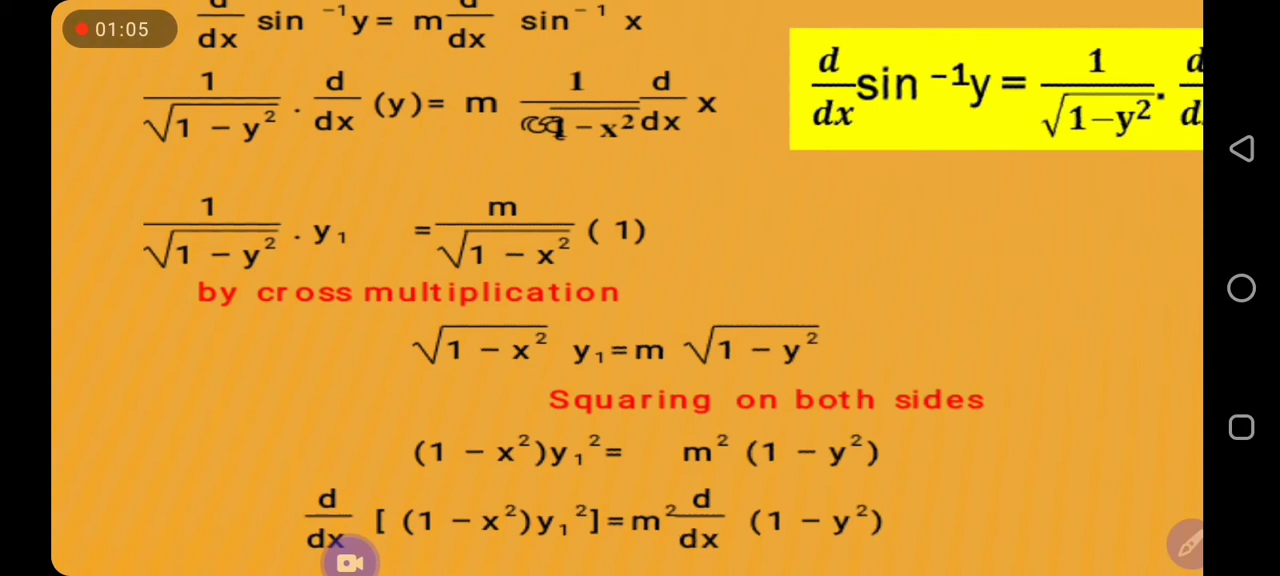 01:05
d/dx sin ⁻¹y = m d/dx sin⁻¹ x
1/√(1 − y²) · d/dx (y) = m 1/(1 − x²) d/dx x
d/dx sin ⁻¹y = 1/√(1−y²) · d/d
1/√(1 − y²) · y₁ = m/√(1 − x²) ( 1)
by cross multiplication
√(1 − x²) y₁ = m √(1 − y²)
Squaring on both sides
(1 − x²)y₁² = m² (1 − y²)
d/dx [ (1 − x²)y₁²] = m² d/dx (1 − y²)